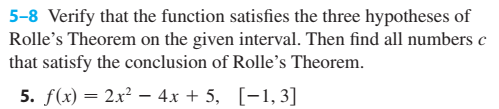 5–8 Verify that the function satisfies the three hypotheses of
Rolle’s Theorem on the given interval. Then find all numbers c
that satisfy the conclusion of Rolle’s Theorem.
5. f(x) = 2x² − 4x + 5, [−1, 3]